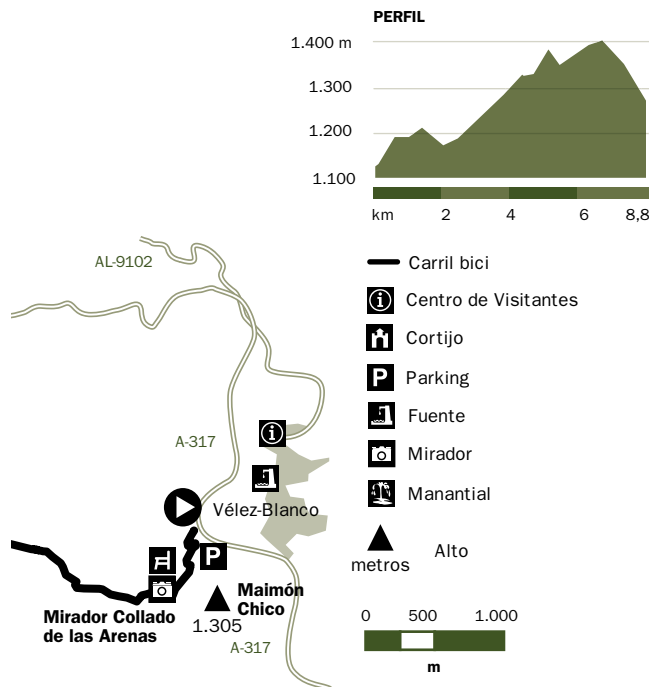 PERFIL
1.400 m
1.300
1.200
1.100
km 2 4 6 8,8
AL-9102
A-317
Vélez-Blanco
P
Mirador Collado
de las Arenas
Maimón
Chico
1.305
A-317
Carril bici
i Centro de Visitantes
Cortijo
P Parking
Fuente
Mirador
Manantial
metros Alto
0 500 1.000
m